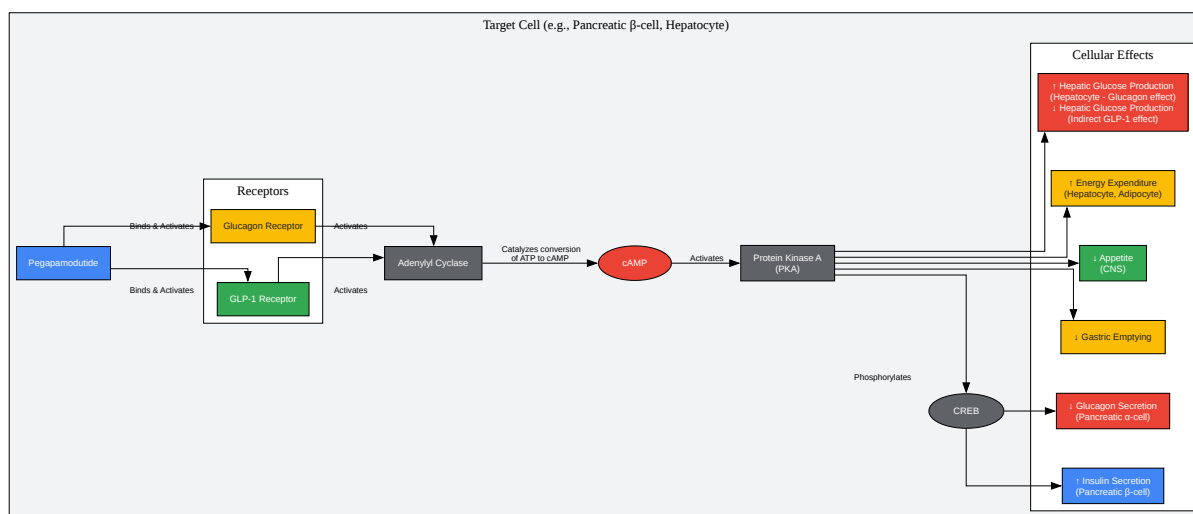 Target Cell (e.g., Pancreatic β-cell, Hepatocyte)
Cellular Effects
↑ Hepatic Glucose Production
(Hepatocyte - Glucagon effect)
↓ Hepatic Glucose Production
(Indirect GLP-1 effect)
Receptors
↑ Energy Expenditure
(Hepatocyte, Adipocyte)
Binds & Activates
Glucagon Receptor
Activates
Pegapamodutide
Adenylyl Cyclase
Catalyzes conversion
of ATP to cAMP
cAMP
Activates
Protein Kinase A
(PKA)
↓ Appetite
(CNS)
Binds & Activates
GLP-1 Receptor
Activates
↓ Gastric Emptying
Phosphorylates
CREB
↓ Glucagon Secretion
(Pancreatic α-cell)
↑ Insulin Secretion
(Pancreatic β-cell)